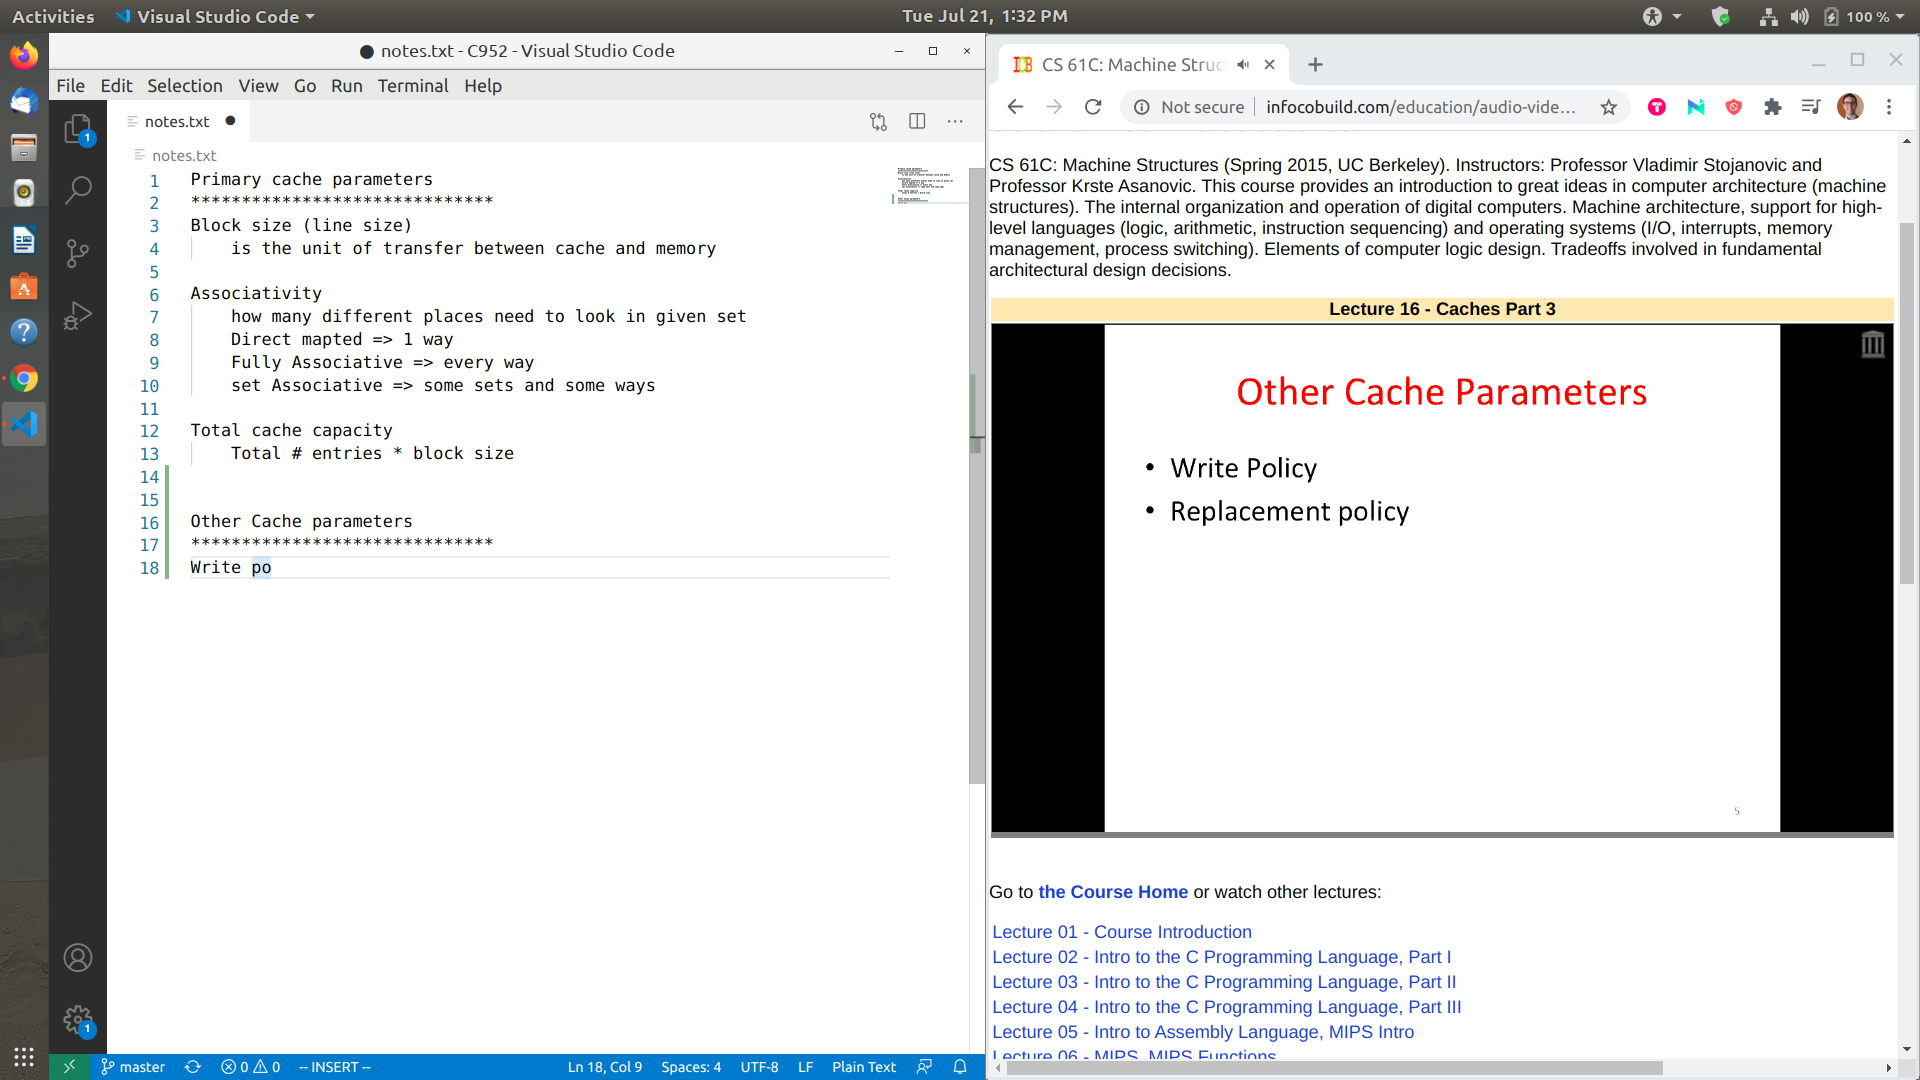 Activities
Visual Studio Code
Tue Jul 21, 1:32 PM
100 %
notes.txt - C952 - Visual Studio Code
File Edit Selection View Go Run Terminal Help
1
notes.txt
notes.txt
1 Primary cache parameters
2 ******************************
3 Block size (line size)
4 is the unit of transfer between cache and memory
5
6 Associativity
7 how many different places need to look in given set
8 Direct mapted => 1 way
9 Fully Associative => every way
10 set Associative => some sets and some ways
11
12 Total cache capacity
13 Total # entries * block size
14
15
16 Other Cache parameters
17 ******************************
18 Write po
1
master
0 0
-- INSERT --
Ln 18, Col 9
Spaces: 4
UTF-8
LF
Plain Text
CS 61C: Machine Struc
Not secure
infocobuild.com/education/audio-vide...
CS 61C: Machine Structures (Spring 2015, UC Berkeley). Instructors: Professor Vladimir Stojanovic and
Professor Krste Asanovic. This course provides an introduction to great ideas in computer architecture (machine
structures). The internal organization and operation of digital computers. Machine architecture, support for high-
level languages (logic, arithmetic, instruction sequencing) and operating systems (I/O, interrupts, memory
management, process switching). Elements of computer logic design. Tradeoffs involved in fundamental
architectural design decisions.
Lecture 16 - Caches Part 3
Other Cache Parameters
• Write Policy
• Replacement policy
5
Go to the Course Home or watch other lectures:
Lecture 01 - Course Introduction
Lecture 02 - Intro to the C Programming Language, Part I
Lecture 03 - Intro to the C Programming Language, Part II
Lecture 04 - Intro to the C Programming Language, Part III
Lecture 05 - Intro to Assembly Language, MIPS Intro
Lecture 06 - MIPS, MIPS Functions